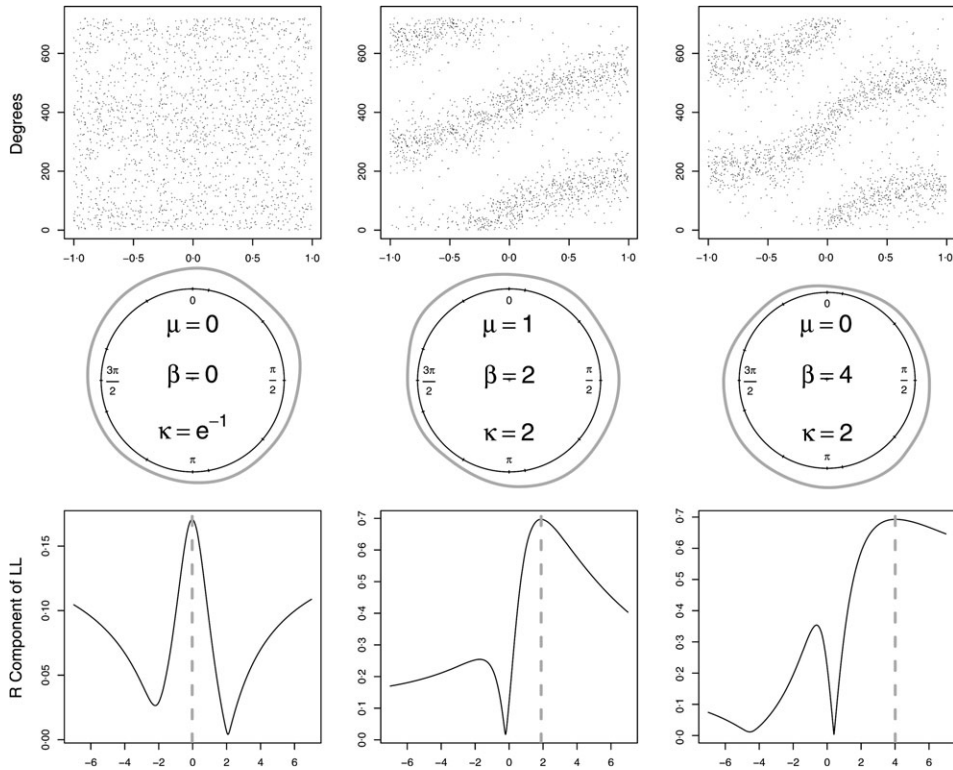 Degrees
0 200 400 600
−1·0 −0·5 0·0 0·5 1·0
0 200 400 600
−1·0 −0·5 0·0 0·5 1·0
0 200 400 600
−1·0 −0·5 0·0 0·5 1·0
0
μ = 0
3π/2 β = 0 π/2
κ = e⁻¹
π
0
μ = 1
3π/2 β = 2 π/2
κ = 2
π
0
μ = 0
3π/2 β = 4 π/2
κ = 2
π
R Component of LL
0·00 0·05 0·10 0·15
−6 −4 −2 0 2 4 6
0·0 0·1 0·2 0·3 0·4 0·5 0·6 0·7
−6 −4 −2 0 2 4 6
0·0 0·1 0·2 0·3 0·4 0·5 0·6 0·7
−6 −4 −2 0 2 4 6